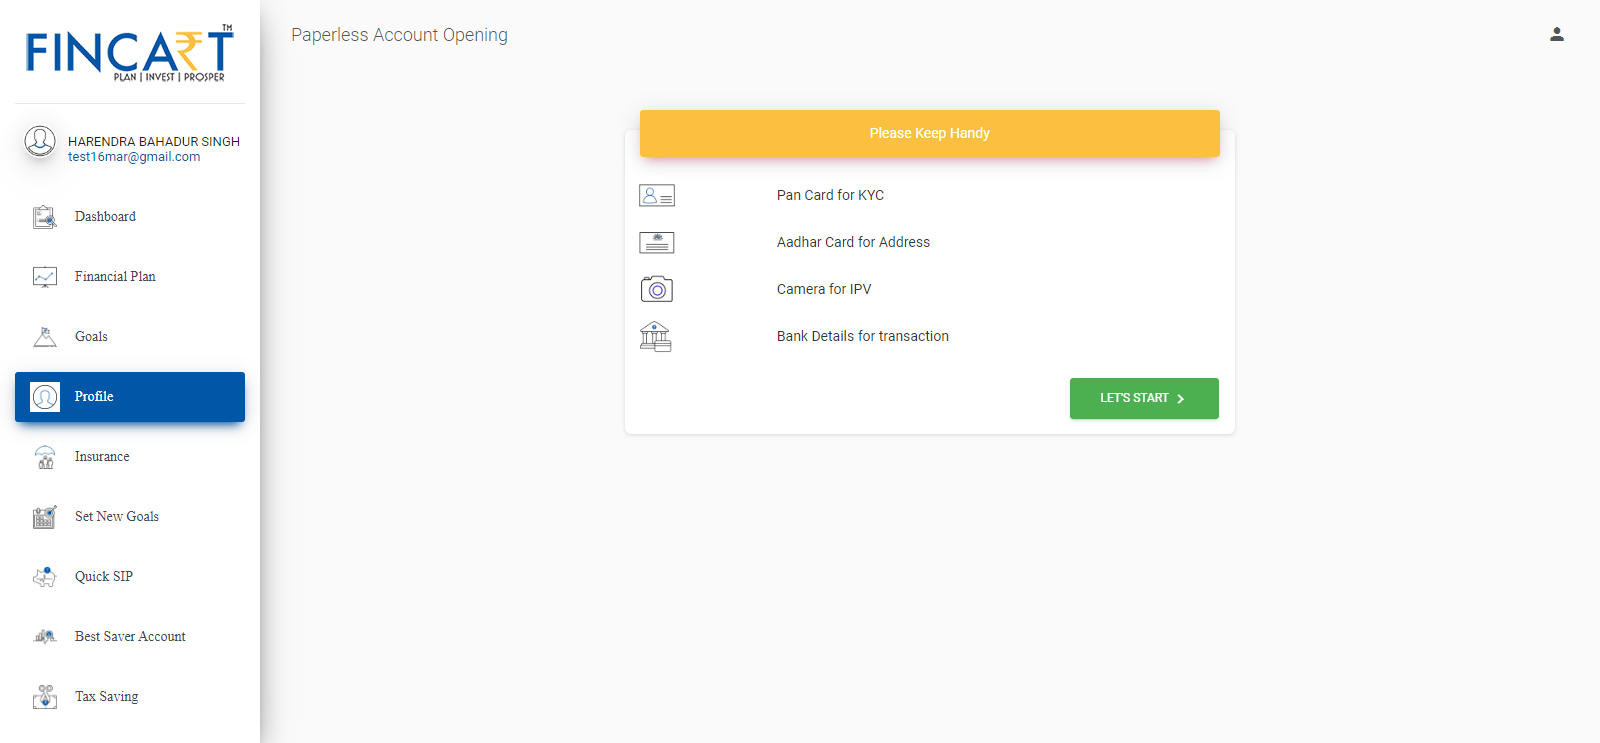 FINCART TM
PLAN | INVEST | PROSPER
HARENDRA BAHADUR SINGH
test16mar@gmail.com
Dashboard
Financial Plan
Goals
Profile
Insurance
Set New Goals
Quick SIP
Best Saver Account
Tax Saving
Paperless Account Opening
Please Keep Handy
Pan Card for KYC
Aadhar Card for Address
Camera for IPV
Bank Details for transaction
LET'S START